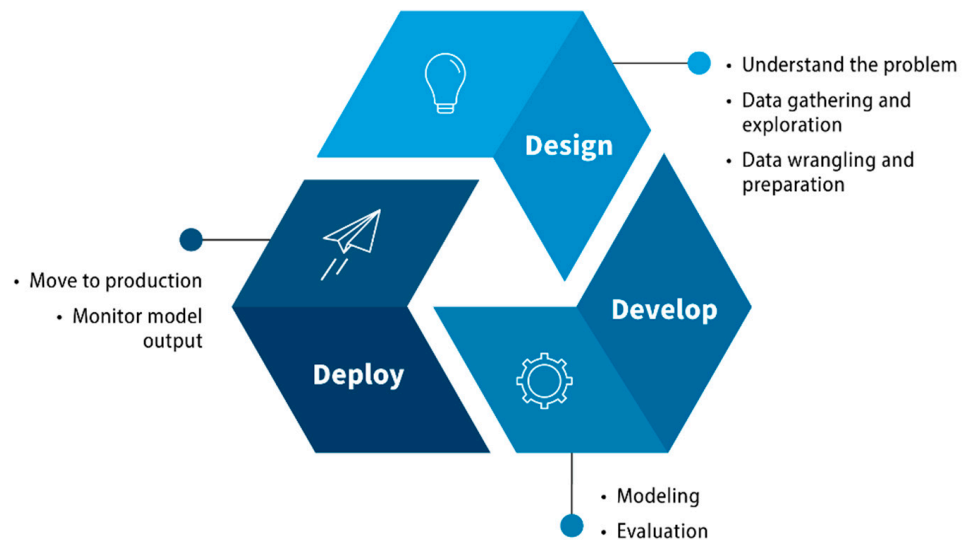 Design
• Understand the problem
• Data gathering and
exploration
• Data wrangling and
preparation
Develop
• Modeling
• Evaluation
Deploy
• Move to production
• Monitor model
output